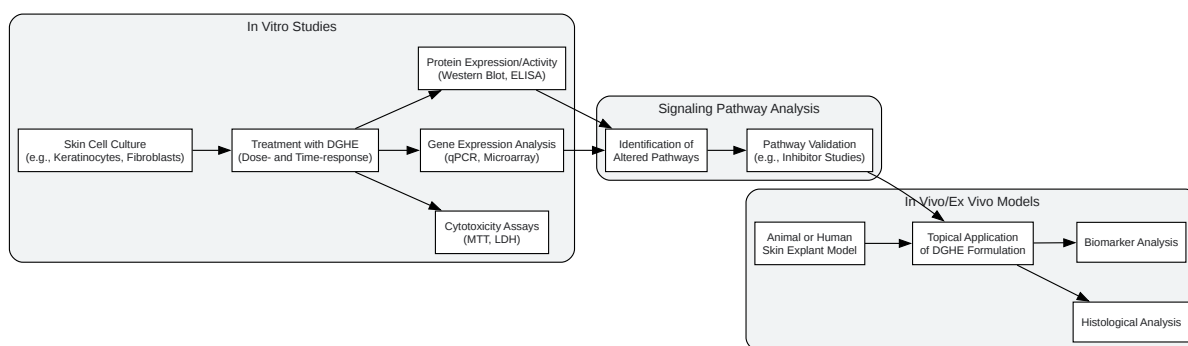 In Vitro Studies
Skin Cell Culture
(e.g., Keratinocytes, Fibroblasts)
Treatment with DGHE
(Dose- and Time-response)
Protein Expression/Activity
(Western Blot, ELISA)
Gene Expression Analysis
(qPCR, Microarray)
Cytotoxicity Assays
(MTT, LDH)
Signaling Pathway Analysis
Identification of
Altered Pathways
Pathway Validation
(e.g., Inhibitor Studies)
In Vivo/Ex Vivo Models
Animal or Human
Skin Explant Model
Topical Application
of DGHE Formulation
Biomarker Analysis
Histological Analysis